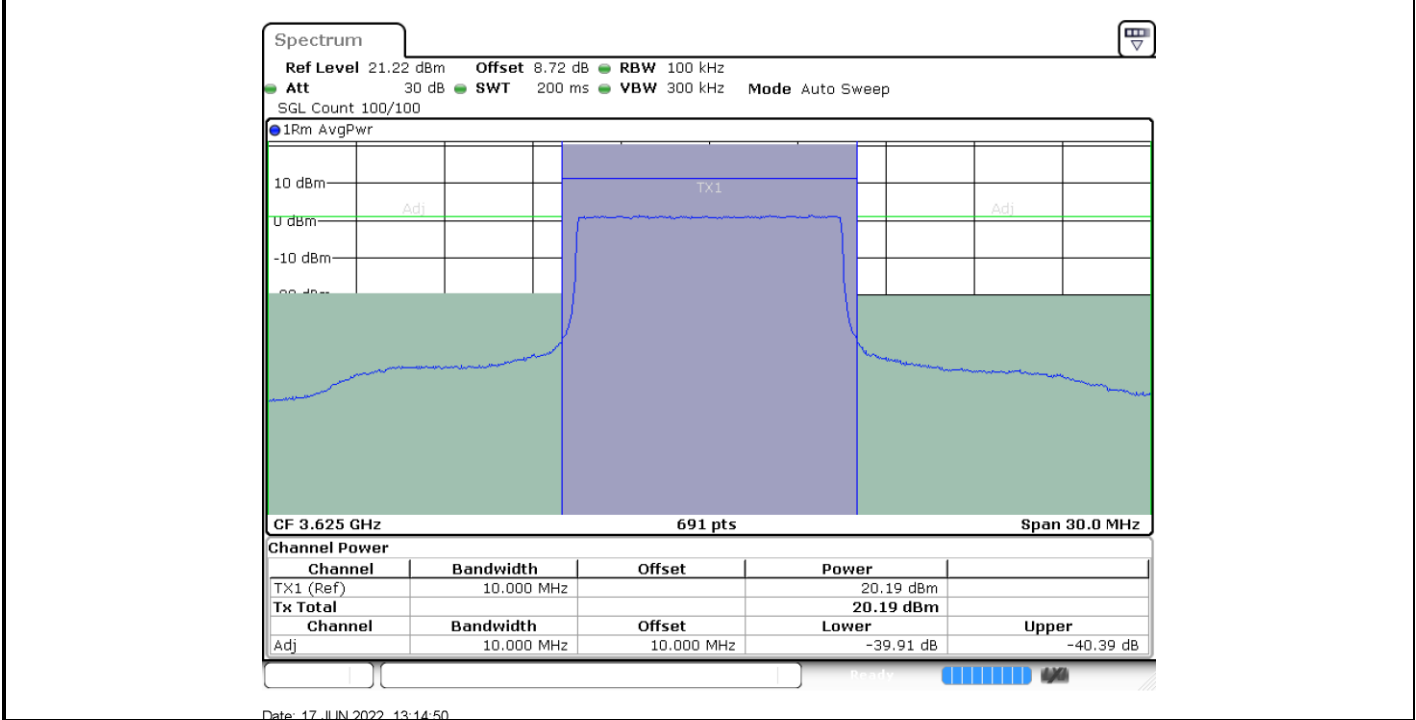 Spectrum
Ref Level 21.22 dBm Offset 8.72 dB RBW 100 kHz
Att 30 dB SWT 200 ms VBW 300 kHz Mode Auto Sweep
SGL Count 100/100
1Rm AvgPwr
10 dBm
TX1
Adj Adj
0 dBm
-10 dBm
CF 3.625 GHz 691 pts Span 30.0 MHz
Channel Power
Channel Bandwidth Offset Power
TX1 (Ref) 10.000 MHz 20.19 dBm
Tx Total 20.19 dBm
Channel Bandwidth Offset Lower Upper
Adj 10.000 MHz 10.000 MHz -39.91 dB -40.39 dB
Ready
Date: 17.JUN.2022 13:14:50